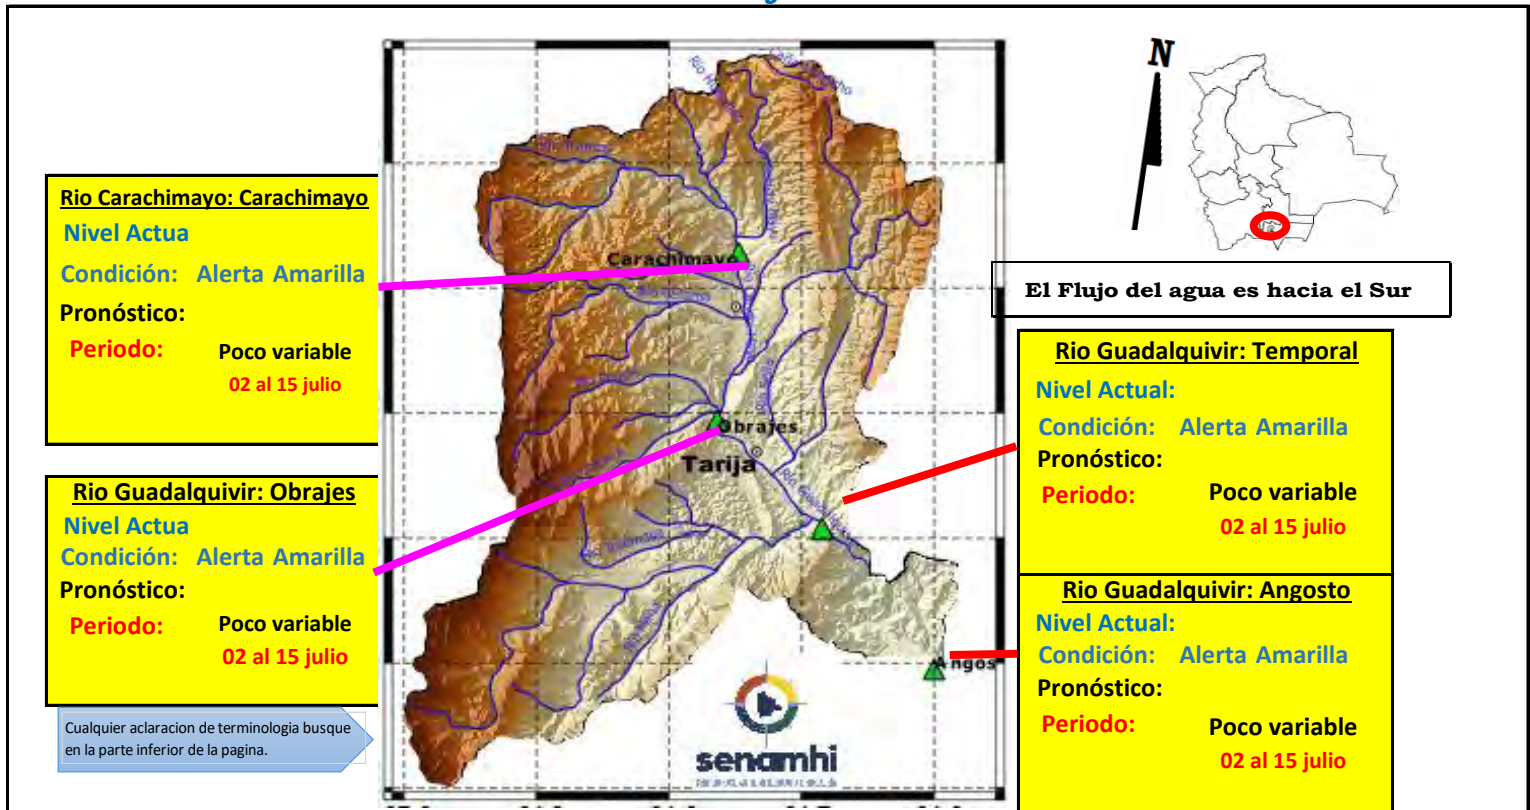 N
El Flujo del agua es hacia el Sur
Rio Carachimayo: Carachimayo
Nivel Actua
Condición: Alerta Amarilla
Pronóstico:
Periodo: Poco variable
02 al 15 julio
Rio Guadalquivir: Obrajes
Nivel Actua
Condición: Alerta Amarilla
Pronóstico:
Periodo: Poco variable
02 al 15 julio
Cualquier aclaracion de terminologia busque
en la parte inferior de la pagina.
Carachimayo
Obrajes
Tarija
Angos
senamhi
Rio Guadalquivir: Temporal
Nivel Actual:
Condición: Alerta Amarilla
Pronóstico:
Periodo: Poco variable
02 al 15 julio
Rio Guadalquivir: Angosto
Nivel Actual:
Condición: Alerta Amarilla
Pronóstico:
Periodo: Poco variable
02 al 15 julio